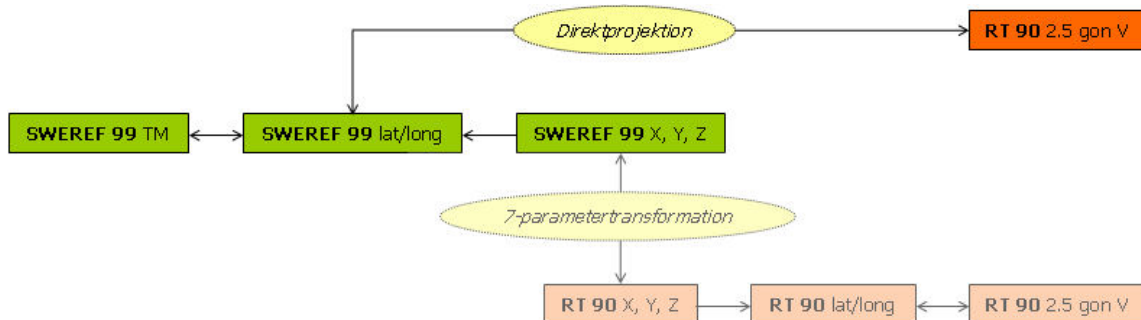 Direktprojektion
RT 90 2.5 gon V
SWEREF 99 TM
SWEREF 99 lat/long
SWEREF 99 X, Y, Z
7-parametertransformation
RT 90 X, Y, Z
RT 90 lat/long
RT 90 2.5 gon V